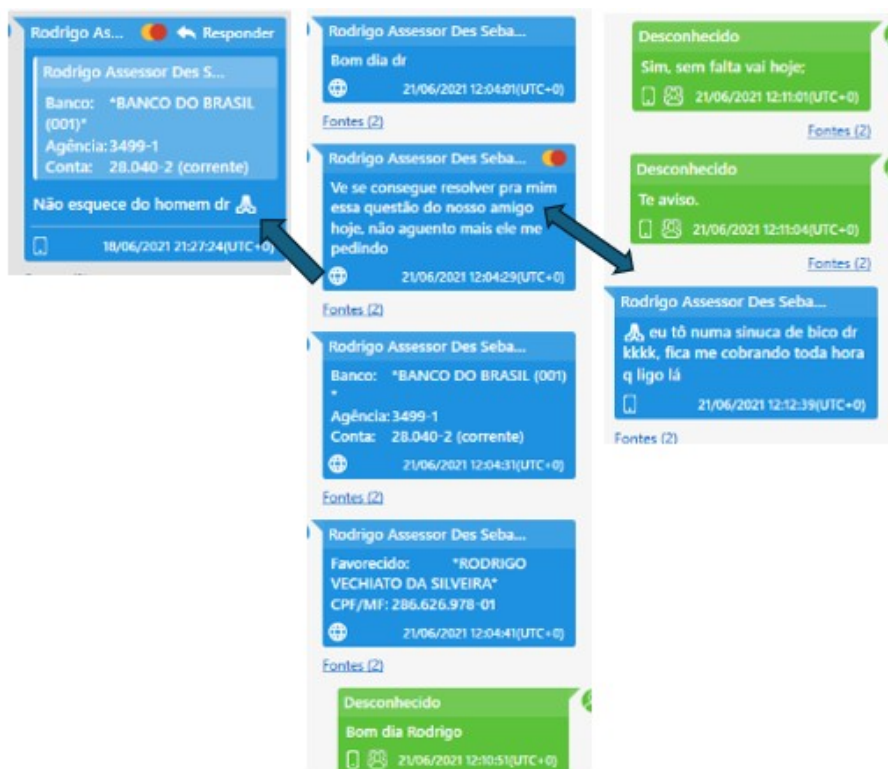 Rodrigo As... Responder
Rodrigo Assessor Des S...
Banco: *BANCO DO BRASIL
(001)*
Agência: 3499-1
Conta: 28.040-2 (corrente)
Não esquece do homem dr 🙏
18/06/2021 21:27:24(UTC+0)
Rodrigo Assessor Des Seba...
Bom dia dr
21/06/2021 12:04:01(UTC+0)
Fontes (2)
Rodrigo Assessor Des Seba...
Ve se consegue resolver pra mim
essa questão do nosso amigo
hoje, não aguento mais ele me
pedindo
21/06/2021 12:04:29(UTC+0)
Fontes (2)
Rodrigo Assessor Des Seba...
Banco: *BANCO DO BRASIL (001)
*
Agência: 3499-1
Conta: 28.040-2 (corrente)
21/06/2021 12:04:31(UTC+0)
Fontes (2)
Rodrigo Assessor Des Seba...
Favorecido: *RODRIGO
VECHIATO DA SILVEIRA*
CPF/MF: 286.626.978-01
21/06/2021 12:04:41(UTC+0)
Fontes (2)
Desconhecido
Bom dia Rodrigo
21/06/2021 12:10:51(UTC+0)
Desconhecido
Sim, sem falta vai hoje;
21/06/2021 12:11:01(UTC+0)
Fontes (2)
Desconhecido
Te aviso.
21/06/2021 12:11:04(UTC+0)
Fontes (2)
Rodrigo Assessor Des Seba...
🙏 eu tô numa sinuca de bico dr
kkkk, fica me cobrando toda hora
q ligo lá
21/06/2021 12:12:39(UTC+0)
Fontes (2)